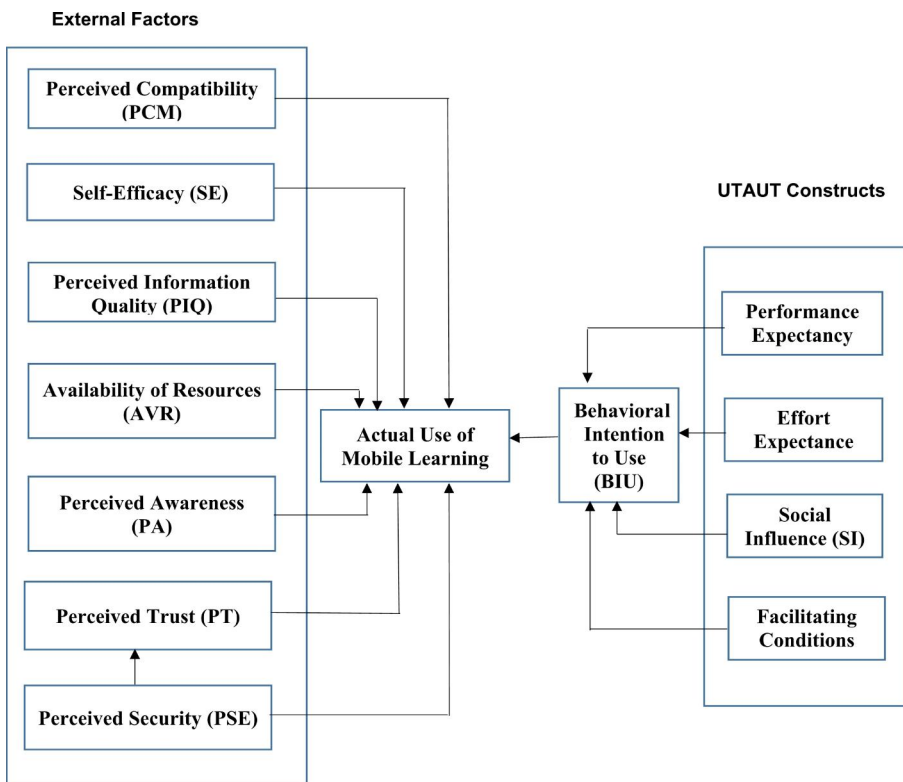 External Factors
Perceived Compatibility
(PCM)
Self-Efficacy (SE)
Perceived Information
Quality (PIQ)
Availability of Resources
(AVR)
Perceived Awareness
(PA)
Perceived Trust (PT)
Perceived Security (PSE)
Actual Use of
Mobile Learning
Behavioral
Intention
to Use
(BIU)
UTAUT Constructs
Performance
Expectancy
Effort
Expectance
Social
Influence (SI)
Facilitating
Conditions